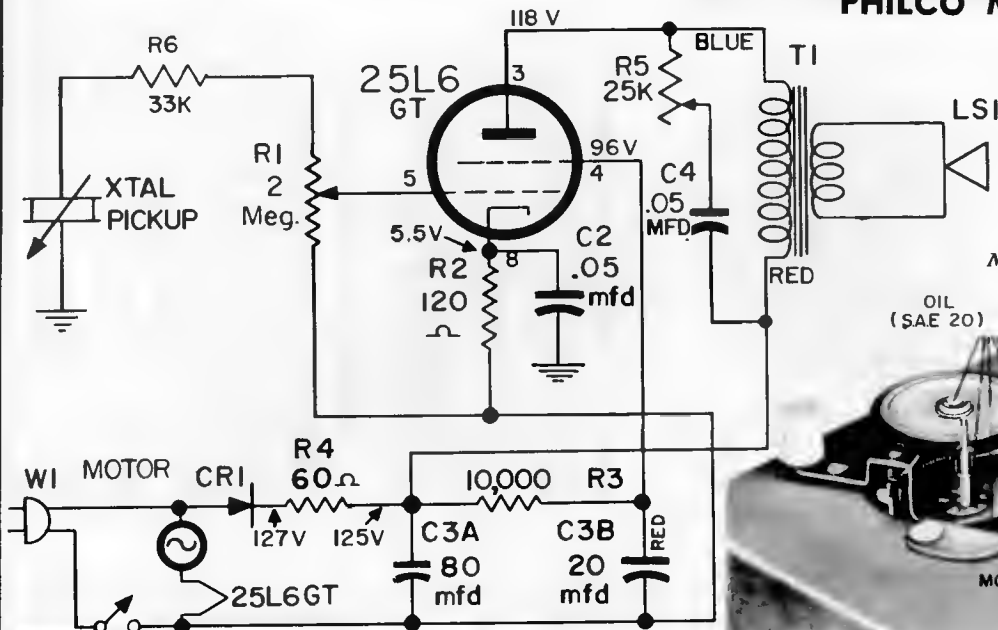 PHILCO
118 V
BLUE
T1
R6
33K
25L6
GT
3
R5
25K
LS1
R1
2
Meg.
XTAL
PICKUP
5
96 V
4
C4
.05
MFD
5.5V
8
R2
120
Ω
C2
.05
mfd
RED
OIL
(S.A.E 20)
W1
MOTOR
CR1
R4
60Ω
127V
125V
10,000
R3
C3A
80
mfd
C3B
20
mfd
RED
25L6GT